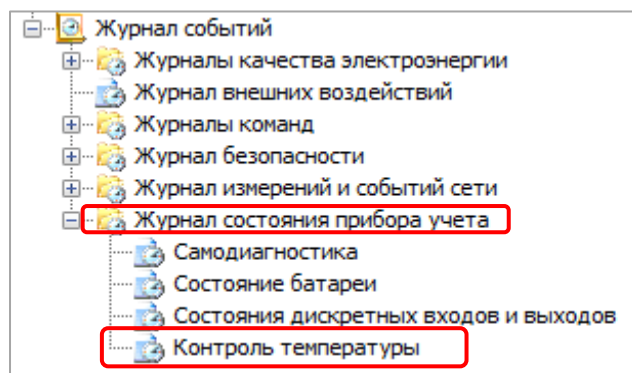 Журнал событий
Журналы качества электроэнергии
Журнал внешних воздействий
Журналы команд
Журнал безопасности
Журнал измерений и событий сети
Журнал состояния прибора учета
Самодиагностика
Состояние батареи
Состояния дискретных входов и выходов
Контроль температуры